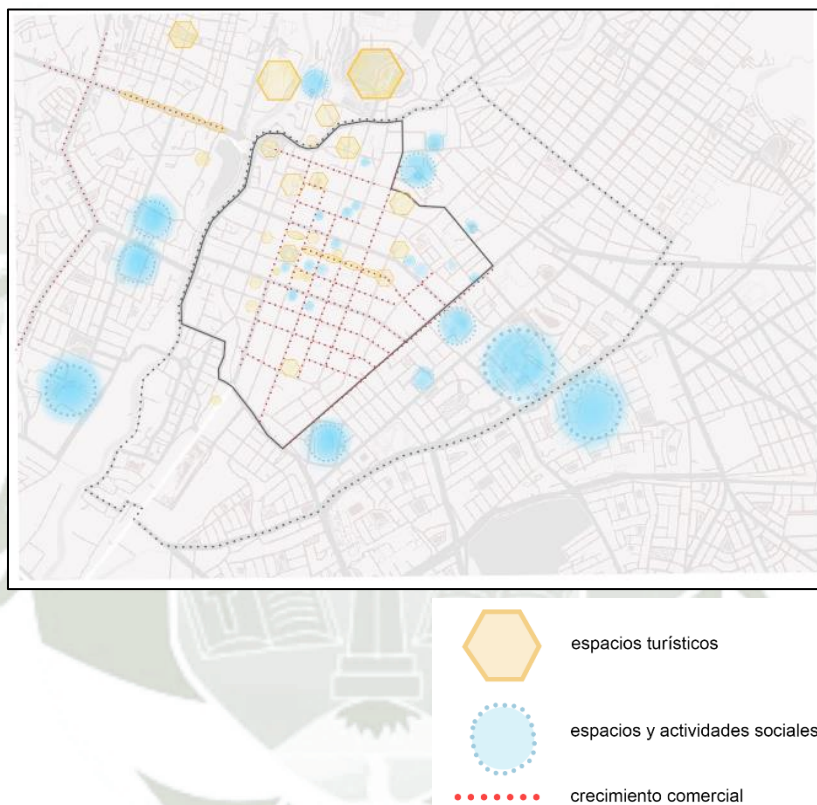 espacios turísticos
espacios y actividades sociales
crecimiento comercial